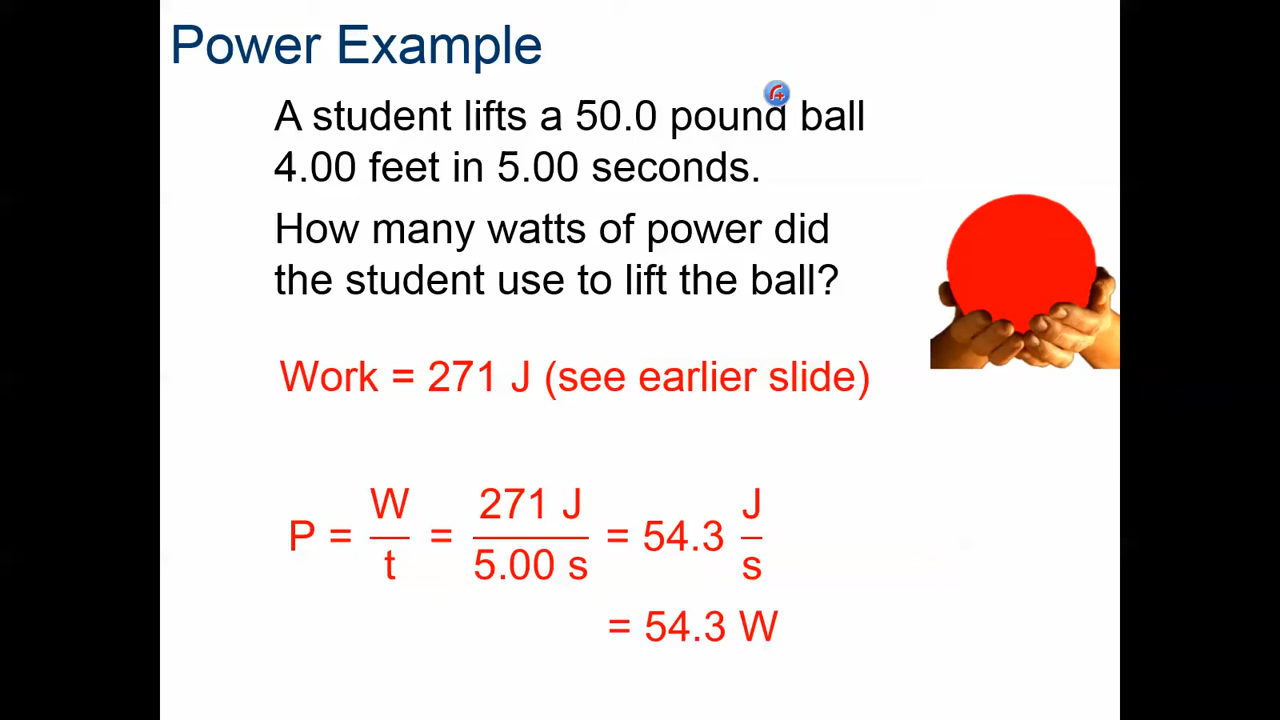 Power Example
A student lifts a 50.0 pound ball
4.00 feet in 5.00 seconds.
How many watts of power did
the student use to lift the ball?
Work = 271 J (see earlier slide)
P = W/t = 271 J/5.00 s = 54.3 J/s
= 54.3 W